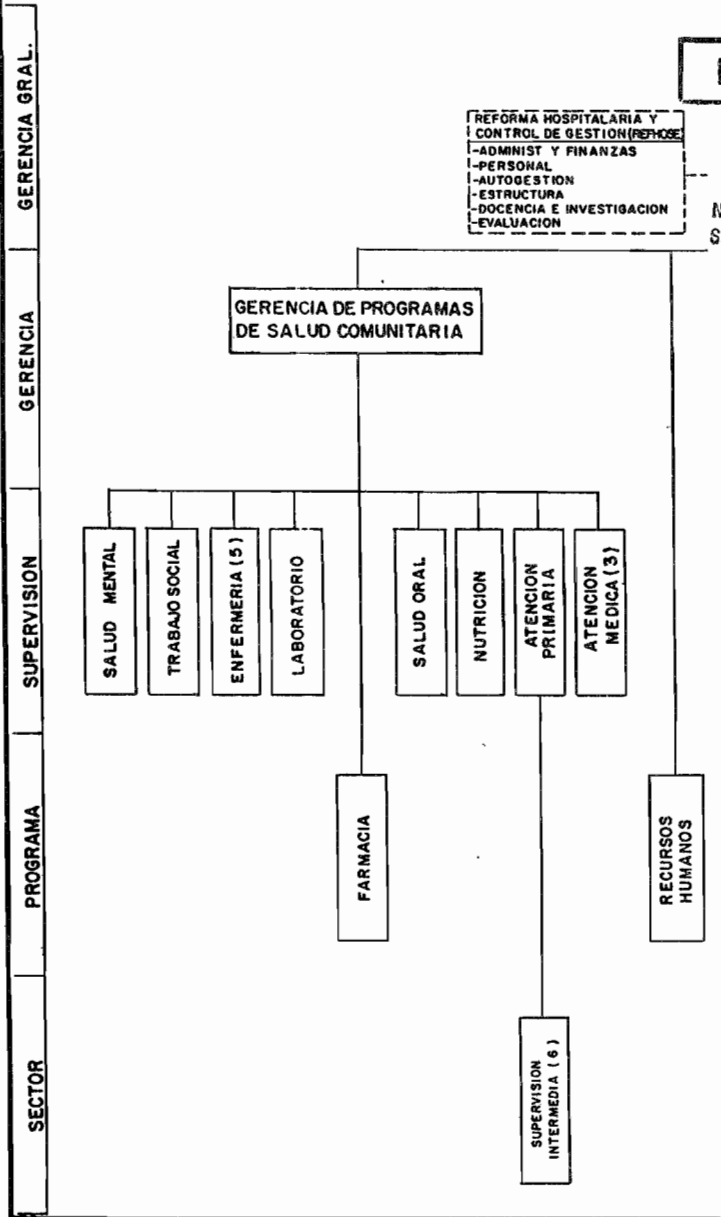 GERENCIA GRAL.
GERENCIA
SUPERVISION
PROGRAMA
SECTOR
REFORMA HOSPITALARIA Y
CONTROL DE GESTION (REFHOSE)
-ADMINIST Y FINANZAS
-PERSONAL
-AUTOGESTION
-ESTRUCTURA
-DOCENCIA E INVESTIGACION
-EVALUACION
N
S
GERENCIA DE PROGRAMAS
DE SALUD COMUNITARIA
SALUD MENTAL
TRABAJO SOCIAL
ENFERMERIA (5)
LABORATORIO
SALUD ORAL
NUTRICION
ATENCION
PRIMARIA
ATENCION
MEDICA (3)
FARMACIA
RECURSOS
HUMANOS
SUPERVISION
INTERMEDIA (6)